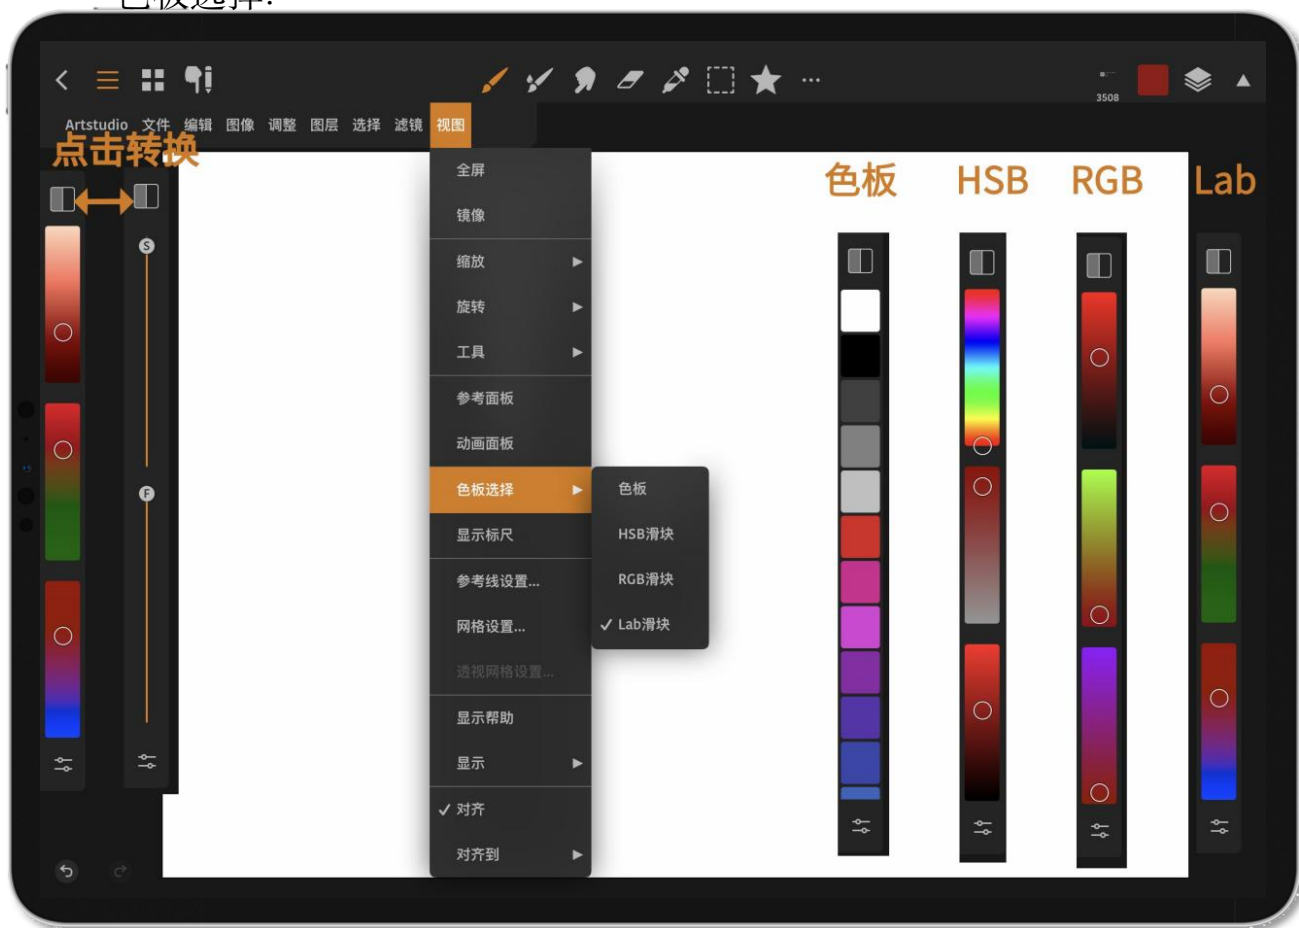 色板选择:
3508
Artstudio 文件 编辑 图像 调整 图层 选择 滤镜 视图
点击转换
色板 HSB RGB Lab
全屏
镜像
S
缩放
旋转
工具
参考面板
动画面板
色板选择 色板
F
显示标尺 HSB滑块
参考线设置... RGB滑块
网格设置... Lab滑块
透视网格设置...
显示帮助
显示
对齐
对齐到